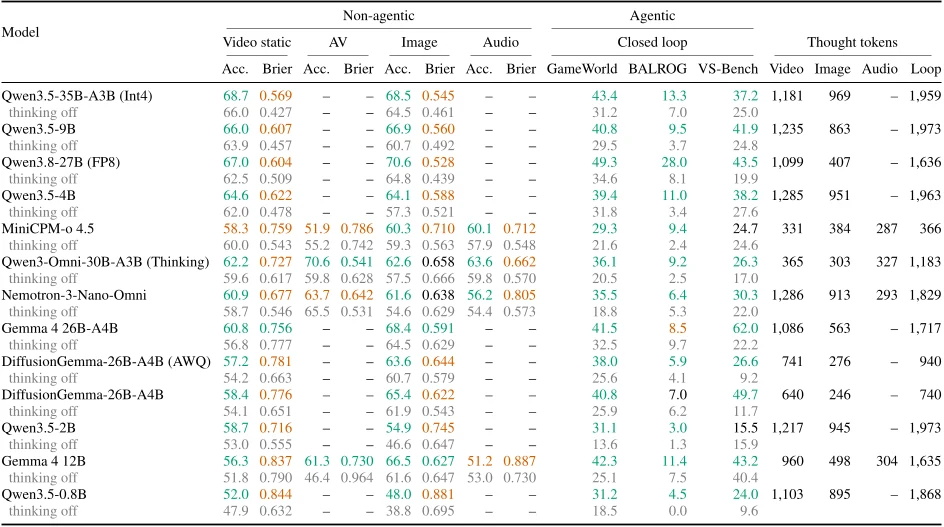 Model Non-agentic Agentic
Video static AV Image Audio Closed loop Thought tokens
Acc. Brier Acc. Brier Acc. Brier Acc. Brier GameWorld BALROG VS-Bench Video Image Audio Loop
Qwen3.5-35B-A3B (Int4) 68.7 0.569 – – 68.5 0.545 – – 43.4 13.3 37.2 1,181 969 – 1,959
thinking off 66.0 0.427 – – 64.5 0.461 – – 31.2 7.0 25.0
Qwen3.5-9B 66.0 0.607 – – 66.9 0.560 – – 40.8 9.5 41.9 1,235 863 – 1,973
thinking off 63.9 0.457 – – 60.7 0.492 – – 29.5 3.7 24.8
Qwen3.8-27B (FP8) 67.0 0.604 – – 70.6 0.528 – – 49.3 28.0 43.5 1,099 407 – 1,636
thinking off 62.5 0.509 – – 64.8 0.439 – – 34.6 8.1 19.9
Qwen3.5-4B 64.6 0.622 – – 64.1 0.588 – – 39.4 11.0 38.2 1,285 951 – 1,963
thinking off 62.0 0.478 – – 57.3 0.521 – – 31.8 3.4 27.6
MiniCPM-o 4.5 58.3 0.759 51.9 0.786 60.3 0.710 60.1 0.712 29.3 9.4 24.7 331 384 287 366
thinking off 60.0 0.543 55.2 0.742 59.3 0.563 57.9 0.548 21.6 2.4 24.6
Qwen3-Omni-30B-A3B (Thinking) 62.2 0.727 70.6 0.541 62.6 0.658 63.6 0.662 36.1 9.2 26.3 365 303 327 1,183
thinking off 59.6 0.617 59.8 0.628 57.5 0.666 59.8 0.570 20.5 2.5 17.0
Nemotron-3-Nano-Omni 60.9 0.677 63.7 0.642 61.6 0.638 56.2 0.805 35.5 6.4 30.3 1,286 913 293 1,829
thinking off 58.7 0.546 65.5 0.531 54.6 0.629 54.4 0.573 18.8 5.3 22.0
Gemma 4 26B-A4B 60.8 0.756 – – 68.4 0.591 – – 41.5 8.5 62.0 1,086 563 – 1,717
thinking off 56.8 0.777 – – 64.5 0.629 – – 32.5 9.7 22.2
DiffusionGemma-26B-A4B (AWQ) 57.2 0.781 – – 63.6 0.644 – – 38.0 5.9 26.6 741 276 – 940
thinking off 54.2 0.663 – – 60.7 0.579 – – 25.6 4.1 9.2
DiffusionGemma-26B-A4B 58.4 0.776 – – 65.4 0.622 – – 40.8 7.0 49.7 640 246 – 740
thinking off 54.1 0.651 – – 61.9 0.543 – – 25.9 6.2 11.7
Qwen3.5-2B 58.7 0.716 – – 54.9 0.745 – – 31.1 3.0 15.5 1,217 945 – 1,973
thinking off 53.0 0.555 – – 46.6 0.647 – – 13.6 1.3 15.9
Gemma 4 12B 56.3 0.837 61.3 0.730 66.5 0.627 51.2 0.887 42.3 11.4 43.2 960 498 304 1,635
thinking off 51.8 0.790 46.4 0.964 61.6 0.647 53.0 0.730 25.1 7.5 40.4
Qwen3.5-0.8B 52.0 0.844 – – 48.0 0.881 – – 31.2 4.5 24.0 1,103 895 – 1,868
thinking off 47.9 0.632 – – 38.8 0.695 – – 18.5 0.0 9.6